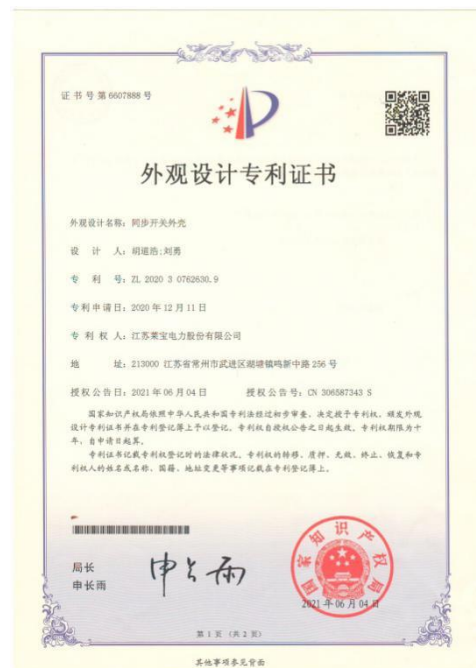 证书号第6607888号
外观设计专利证书
外观设计名称：同步开关外壳
设 计 人：胡道浩;刘勇
专 利 号：ZL 2020 3 0762630.9
专利申请日：2020年12月11日
专 利 权 人：江苏莱宝电力股份有限公司
地 址：213000 江苏省常州市武进区湖塘镇鸣新中路256号
授权公告日：2021年06月04日 授权公告号：CN 306587343 S
国家知识产权局依照中华人民共和国专利法经过初步审查，决定授予专利权，颁发外观
设计专利证书并在专利登记簿上予以登记。专利权自授权公告之日起生效。专利权期限为十
年，自申请日起算。
专利证书记载专利权登记时的法律状况。专利权的转移、质押、无效、终止、恢复和专
利权人的姓名或名称、国籍、地址变更等事项记载在专利登记簿上。
局长
申长雨
申长雨
国家知识产权局
2021年06月04日
第 1 页 （共 2 页）
其他事项参见背面